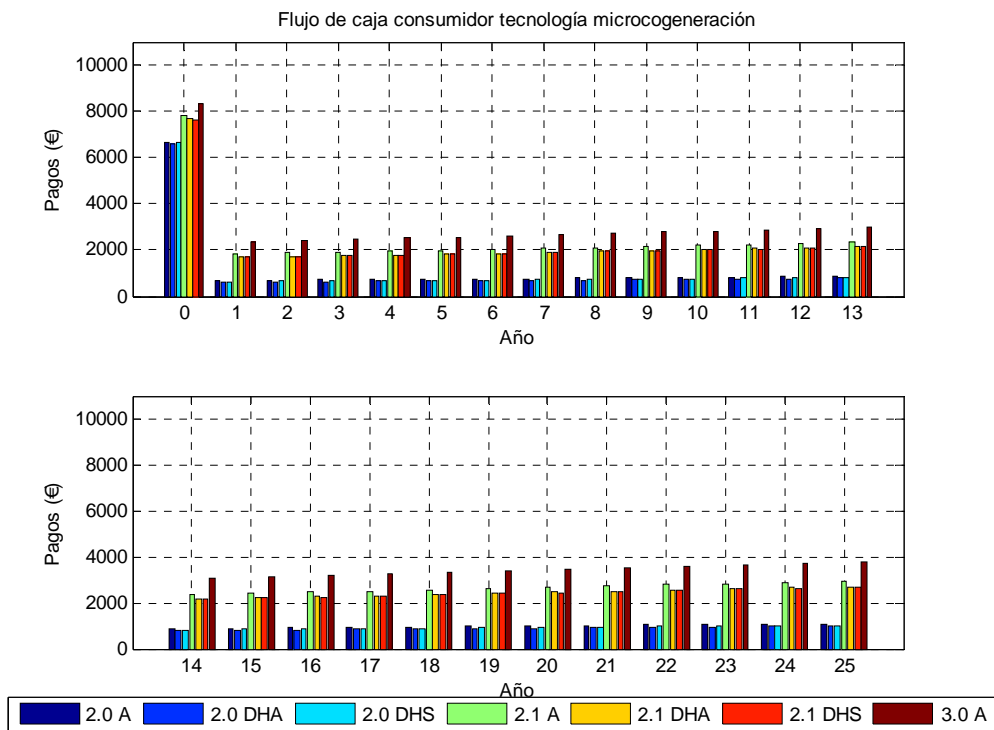 Flujo de caja consumidor tecnología microcogeneración
10000
8000
6000
4000
2000
0
Pagos (€)
0 1 2 3 4 5 6 7 8 9 10 11 12 13
Año
10000
8000
6000
4000
2000
0
Pagos (€)
14 15 16 17 18 19 20 21 22 23 24 25
Año
2.0 A 2.0 DHA 2.0 DHS 2.1 A 2.1 DHA 2.1 DHS 3.0 A